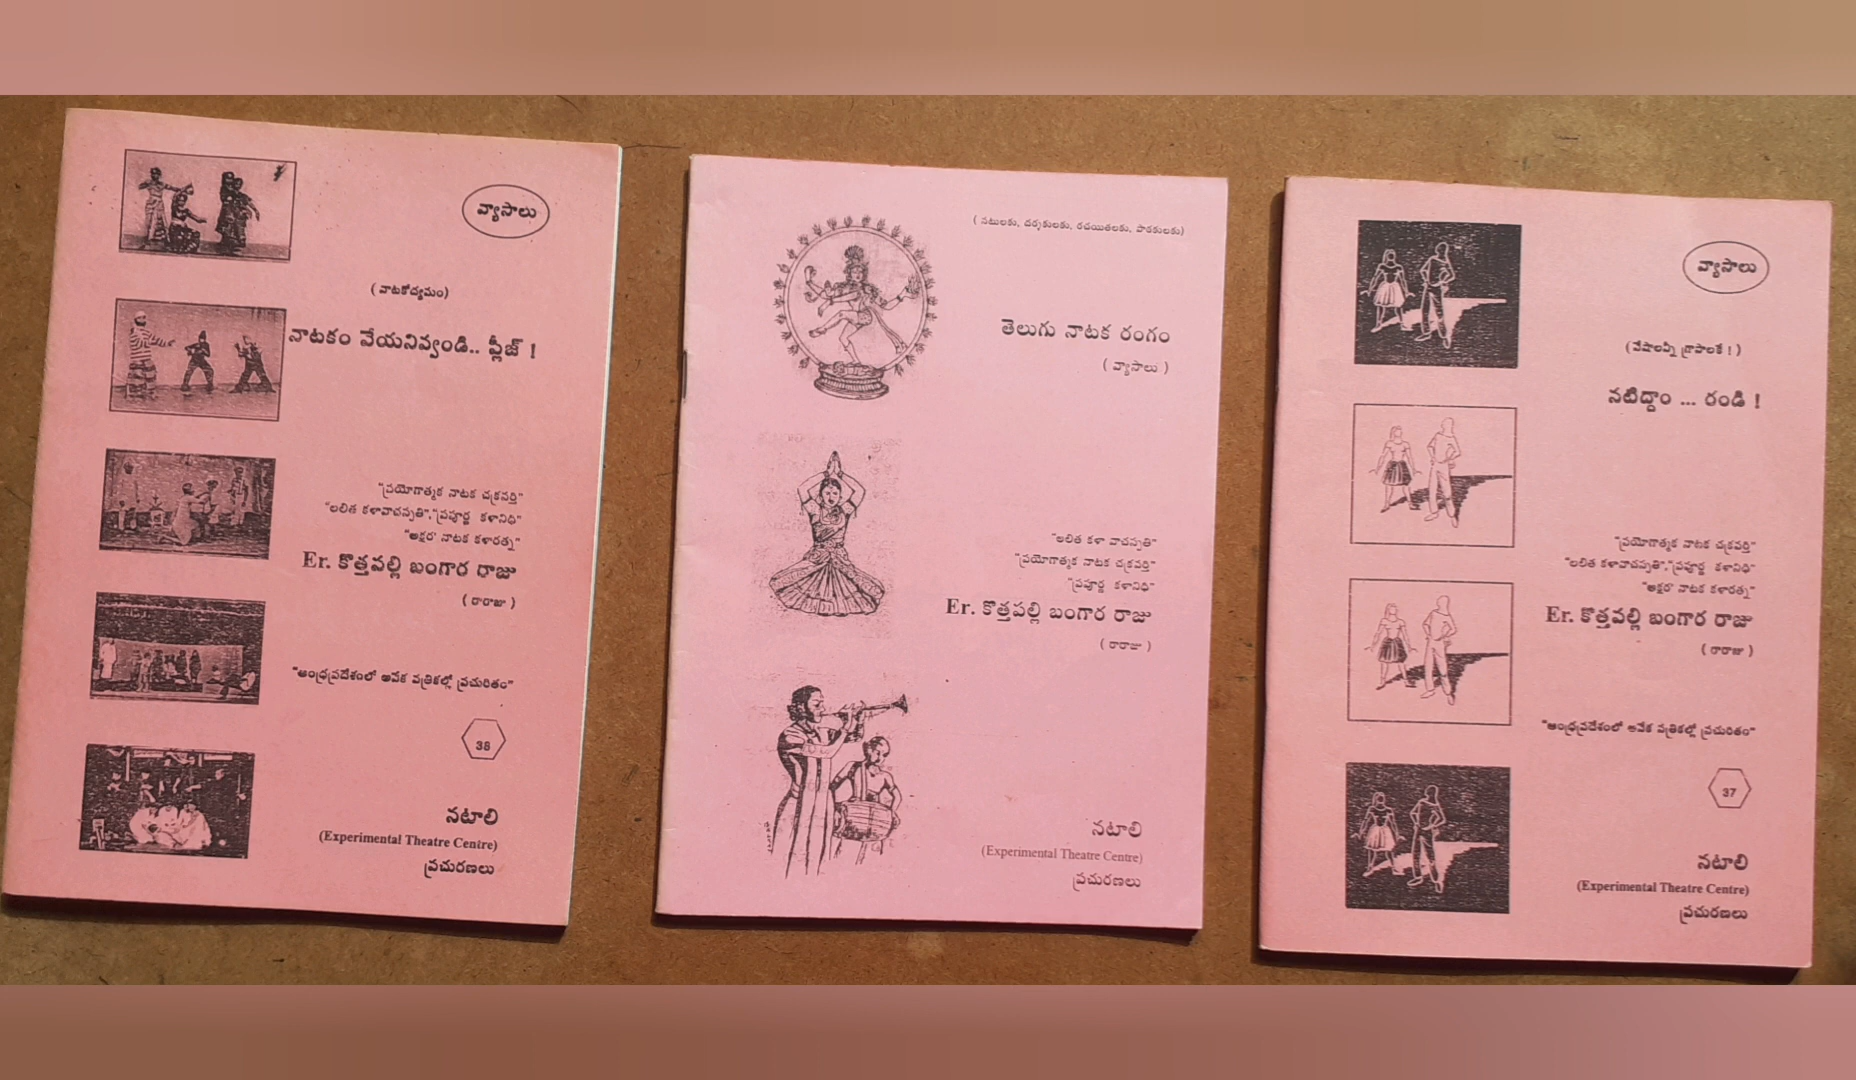 వ్యాసాలు
(నాటకోద్యమం)
నాటకం వేయనివ్వండి.. ప్లీజ్ !
"ప్రయోగాత్మక నాటక చక్రవర్తి"
"లలిత కళావాచస్పతి","ప్రపూర్ణ కళానిధి"
"అక్షర' నాటక కళారత్న"
Er. కొత్తపల్లి బంగార రాజు
( రారాజు )
"ఆంధ్రప్రదేశంలో అనేక పత్రికల్లో ప్రచురితం"
38
నటాలి
(Experimental Theatre Centre)
ప్రచురణలు
( నటులకు, దర్శకులకు, రచయితలకు, పాఠకులకు)
తెలుగు నాటక రంగం
( వ్యాసాలు )
"లలిత కళా వాచస్పతి"
"ప్రయోగాత్మక నాటక చక్రవర్తి"
"ప్రపూర్ణ కళానిధి"
Er. కొత్తపల్లి బంగార రాజు
( రారాజు )
నటాలి
(Experimental Theatre Centre)
ప్రచురణలు
వ్యాసాలు
(వేషాలన్నీ గ్రాసాలకే ! )
నటిద్దాం ... రండి !
"ప్రయోగాత్మక నాటక చక్రవర్తి"
"లలిత కళావాచస్పతి","ప్రపూర్ణ కళానిధి"
"అక్షర' నాటక కళారత్న"
Er. కొత్తపల్లి బంగార రాజు
( రారాజు )
"ఆంధ్రప్రదేశంలో అనేక పత్రికల్లో ప్రచురితం"
37
నటాలి
(Experimental Theatre Centre)
ప్రచురణలు